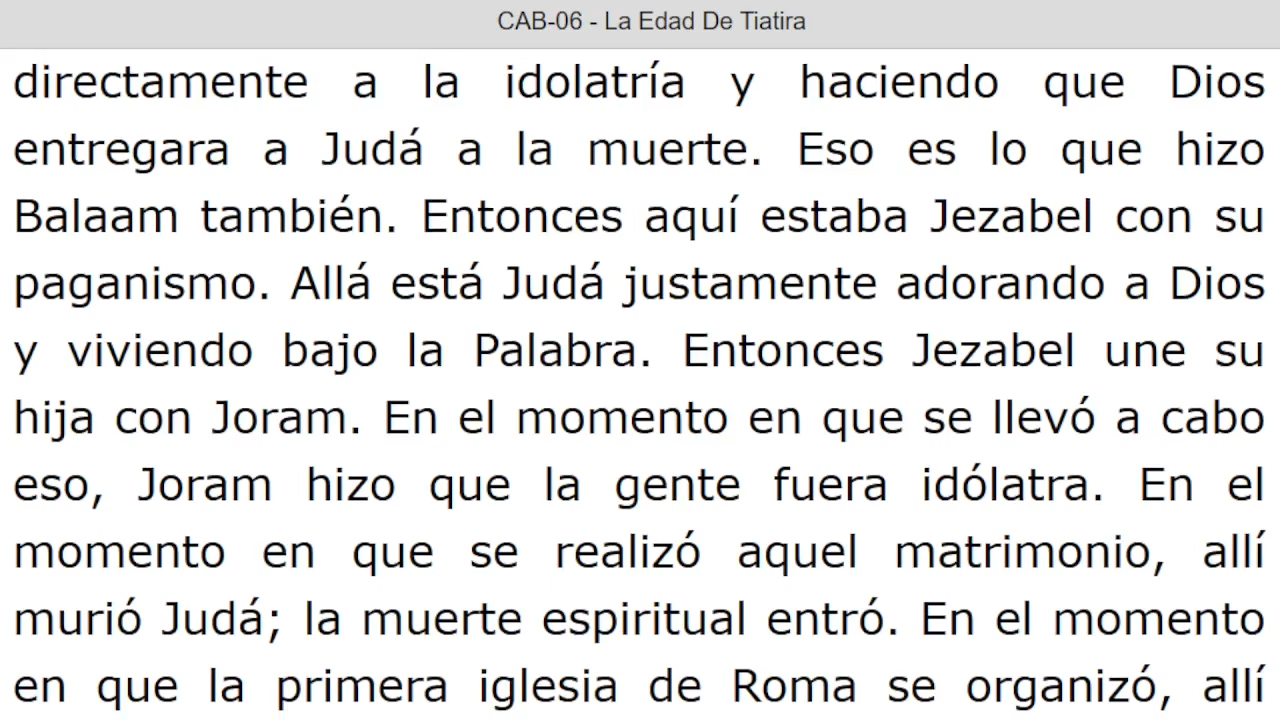 CAB-06 - La Edad De Tiatira
directamente a la idolatría y haciendo que Dios
entregara a Judá a la muerte. Eso es lo que hizo
Balaam también. Entonces aquí estaba Jezabel con su
paganismo. Allá está Judá justamente adorando a Dios
y viviendo bajo la Palabra. Entonces Jezabel une su
hija con Joram. En el momento en que se llevó a cabo
eso, Joram hizo que la gente fuera idólatra. En el
momento en que se realizó aquel matrimonio, allí
murió Judá; la muerte espiritual entró. En el momento
en que la primera iglesia de Roma se organizó, allí